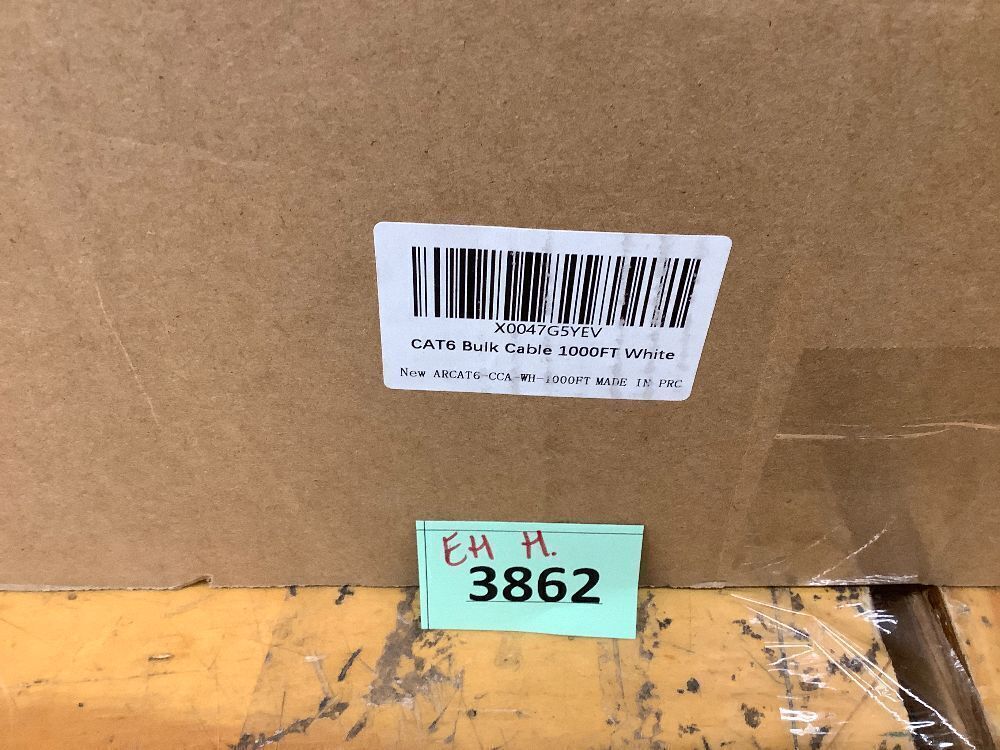 X0047G5YEV
CAT6 Bulk Cable 1000FT White
New ARCAT6-CCA-WH-1000FT MADE IN PRC
EH H.
3862